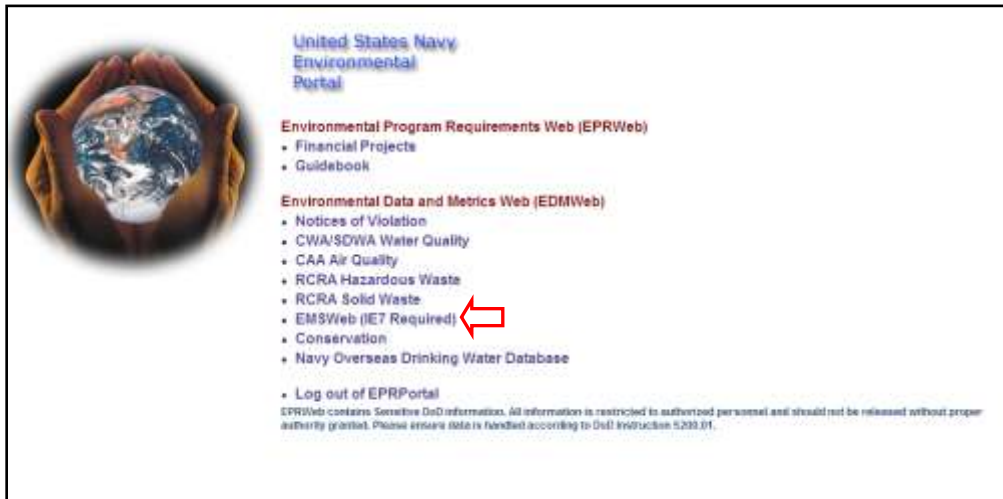 United States Navy
Environmental
Portal
Environmental Program Requirements Web (EPRWeb)
• Financial Projects
• Guidebook
Environmental Data and Metrics Web (EDMWeb)
• Notices of Violation
• CWA/SDWA Water Quality
• CAA Air Quality
• RCRA Hazardous Waste
• RCRA Solid Waste
• EMSWeb (IE7 Required)
• Conservation
• Navy Overseas Drinking Water Database
• Log out of EPRPortal
EPRWeb contains Sensitive DoD information. All information is restricted to authorized personnel and should not be released without proper
authority granted. Please ensure data is handled according to DoD Instruction 5200.01.